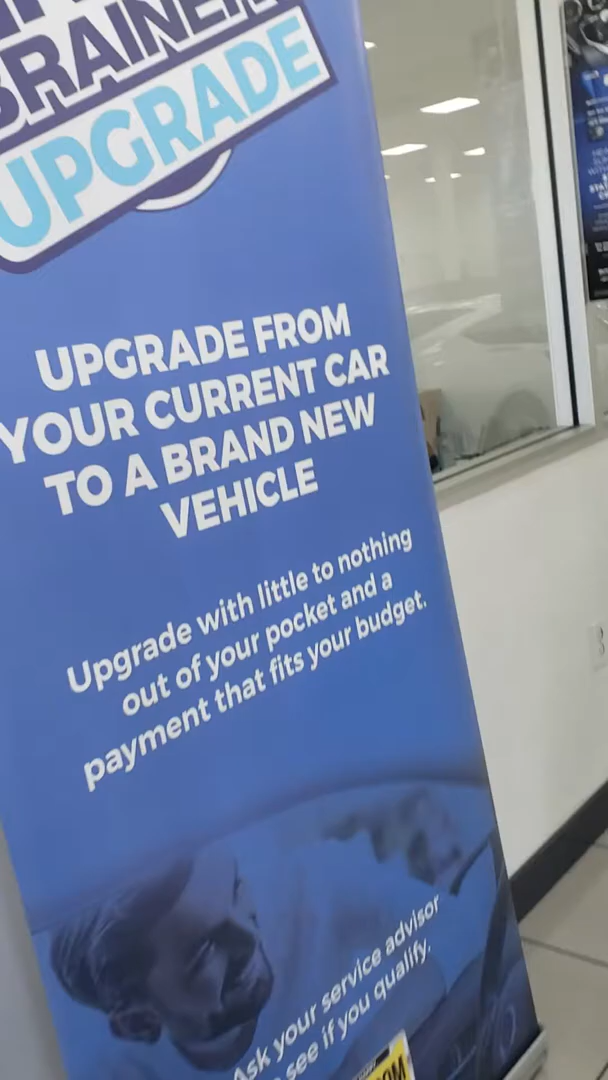 BRAINER
UPGRADE
UPGRADE FROM
YOUR CURRENT CAR
TO A BRAND NEW
VEHICLE
Upgrade with little to nothing
out of your pocket and a
payment that fits your budget.
Ask your service advisor
see if you qualify.